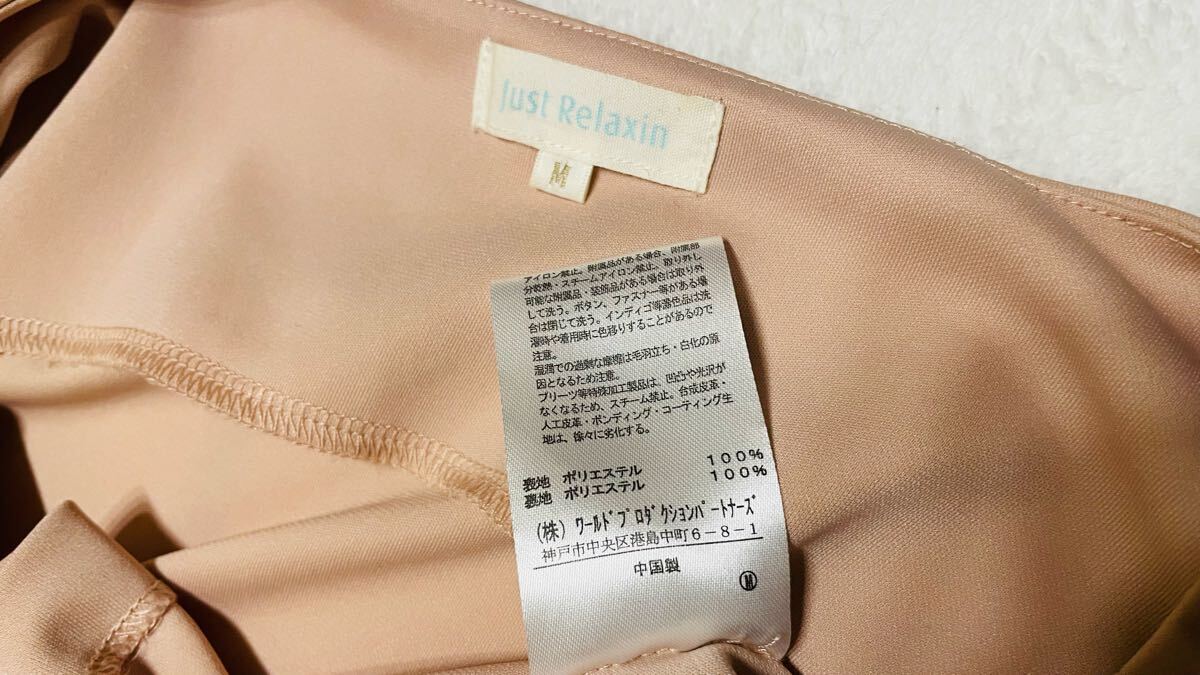 Just Relaxin
M
アイロン禁止。附属品がある場合、附属部
分乾熱・スチームアイロン禁止、取り外し
可能な附属品・装飾品がある場合は取り外
して洗う。ボタン、ファスナー等がある場
合は閉じて洗う。インディゴ等濃色品は洗
濯時や着用時に色移りすることがあるので
注意。
湿潤での過剰な摩擦は毛羽立ち・白化の原
因となるため注意。
プリーツ等特殊加工製品は、凹凸や光沢が
なくなるため、スチーム禁止。合成皮革・
人工皮革・ボンディング・コーティング生
地は、徐々に劣化する。
表地 ポリエステル 100%
裏地 ポリエステル 100%
(株) ワールドプロダクションパートナーズ
神戸市中央区港島中町6-8-1
中国製
M